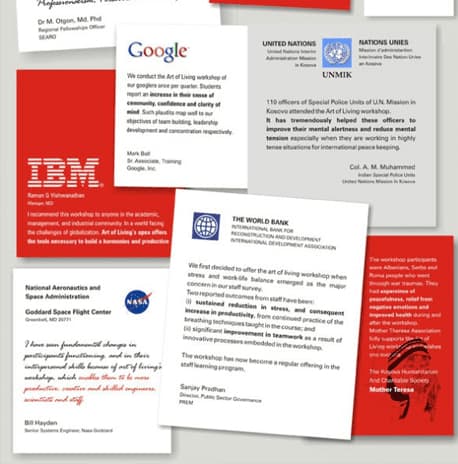 Dr M. Otgon, Md, Phd
Regional Fellowships Officer
SEARO
Google
We conduct the Art of Living workshop of
our googlers once per quarter. Students
report an increase in their sense of
community, confidence and clarity of
mind Such plaudits map well to our
objectives of team building, leadership
development and concentration respectively.
Mark Ball
Sr. Associate, Training
Google, Inc.
UNITED NATIONS
United Nations Interim
Administration Mission
in Kosovo
UNMIK
NATIONS UNIES
Mission d'administration
Interimaire Des Nation Unies
en Kosovo
110 officers of Special Police Units of U.N. Mission in
Kosovo attended the Art of Living workshop.
It has tremendously helped these officers to
improve their mental alertness and reduce mental
tension especially when they are working in highly
tense situations for international peace keeping.
Col. A. M. Muhammed
Indian Special Police Units
United Nations Mission in Kosovo
IBM
Raman G Vishwanathan
Manager, MD
I recommend this workshop to anyone in the academic,
management, and industrial community. In a world facing
the challenges of globalization. Art of Living's opex offers
the tools necessary to build a harmonios and productive
THE WORLD BANK
INTERNATIONAL BANK FOR
RECONSTRUCTION AND DEVELOPMENT
INTERNATIONAL DEVELOPMENT ASSOCIATION
We first decided to offer the art of living workshop when
stress and work-life balance emerged as the major
concern in our staff survey.
Two reported outcomes from staff have been:
(i) sustained reduction in stress, and consequent
increase in productivity, from continued practice of the
breathing techniques taught in the course; and
(ii) significant improvement in teamwork as a result of
innovative processes embedded in the workshop.
The workshop has now become a regular offering in the
staff learning program.
Sanjay Pradhan
Director, Public Sector Governance
PREM
National Aeronautics and
Space Administration
Goddard Space Flight Center
Greenbelt, MD 20771
NASA
I have seen fundamental changes in
participants functioning, and in their
interpersonal skills because of art of living's
workshop, which enables them to be more
productive, creative and skilled engineers,
scientists and staff.
Bill Hayden
Senior Systems Engineer, Nasa Goddard
The workshop participants
were Albanians, Serbs and
Roma people who went
through war traumas. They
had experience of
peacefulness, relief from
negative emotions and
improved health during and
after the workshop.
Mother Theresa Association
fully supports the Art of
Living
The Kosova Humanitarian
And Charitable Society
Mother Teresa